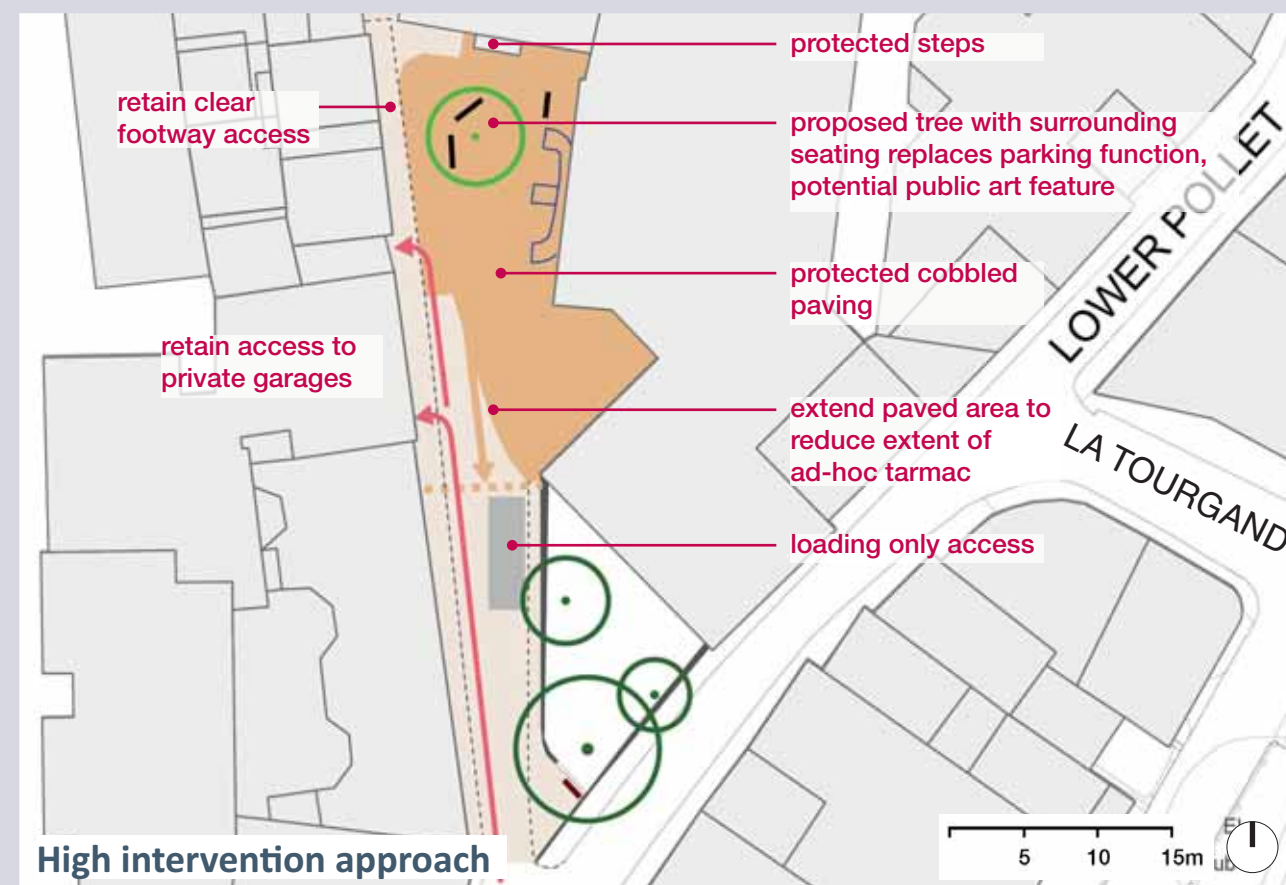 protected steps
retain clear
footway access
proposed tree with surrounding
seating replaces parking function,
potential public art feature
LOWER POLLET
protected cobbled
paving
retain access to
private garages
extend paved area to
reduce extent of
ad-hoc tarmac
LA TOURGAND
loading only access
High intervention approach
5 10 15m